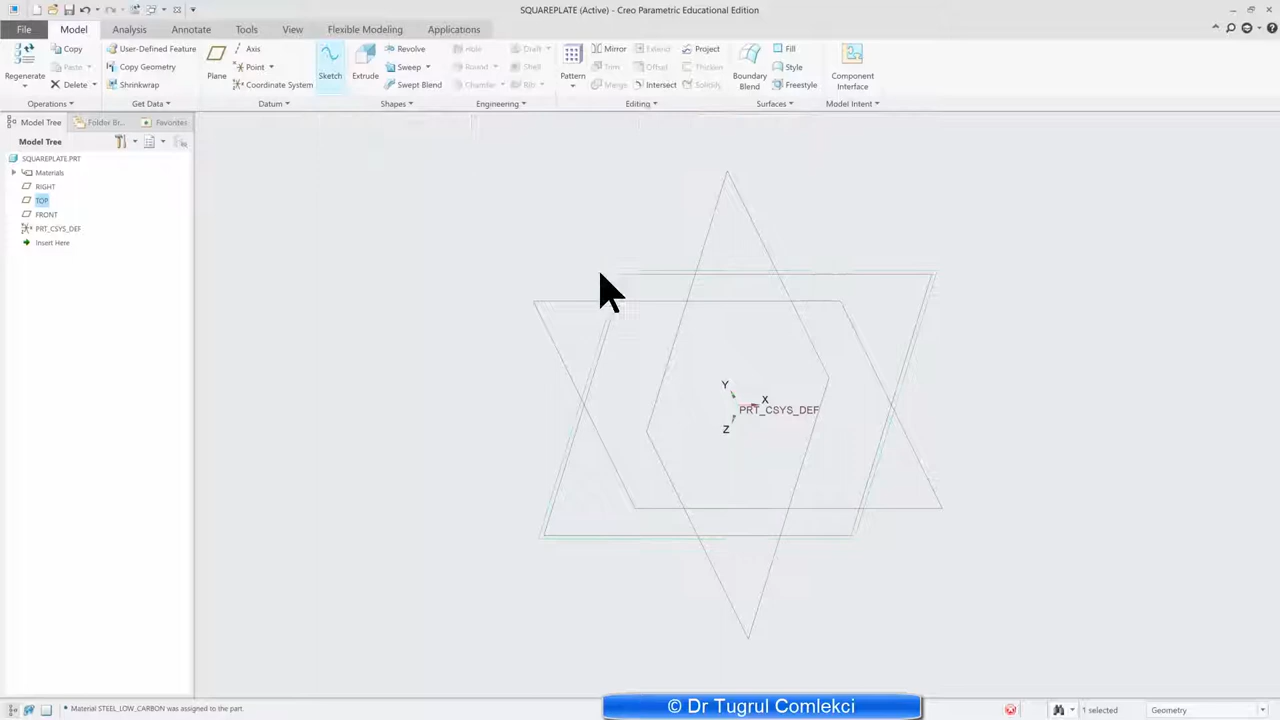 SQUAREPLATE (Active) - Creo Parametric Educational Edition
File Model Analysis Annotate Tools View Flexible Modeling Applications
Regenerate Copy Paste Delete User-Defined Feature Copy Geometry Shrinkwrap Plane Axis Point Coordinate System Sketch Extrude Revolve Sweep Swept Blend Hole Round Chamfer Draft Shell Rib Pattern Mirror Trim Merge Extend Offset Intersect Project Thicken Solidify Boundary Blend Fill Style Freestyle Component Interface
Operations Get Data Datum Shapes Engineering Editing Surfaces Model Intent
Model Tree Folder Br... Favorites
Model Tree
SQUAREPLATE.PRT
Materials
RIGHT
TOP
FRONT
PRT_CSYS_DEF
Insert Here
Y
X
PRT_CSYS_DEF
Z
• Material STEEL_LOW_CARBON was assigned to the part.
© Dr Tugrul Comlekci
1 selected
Geometry